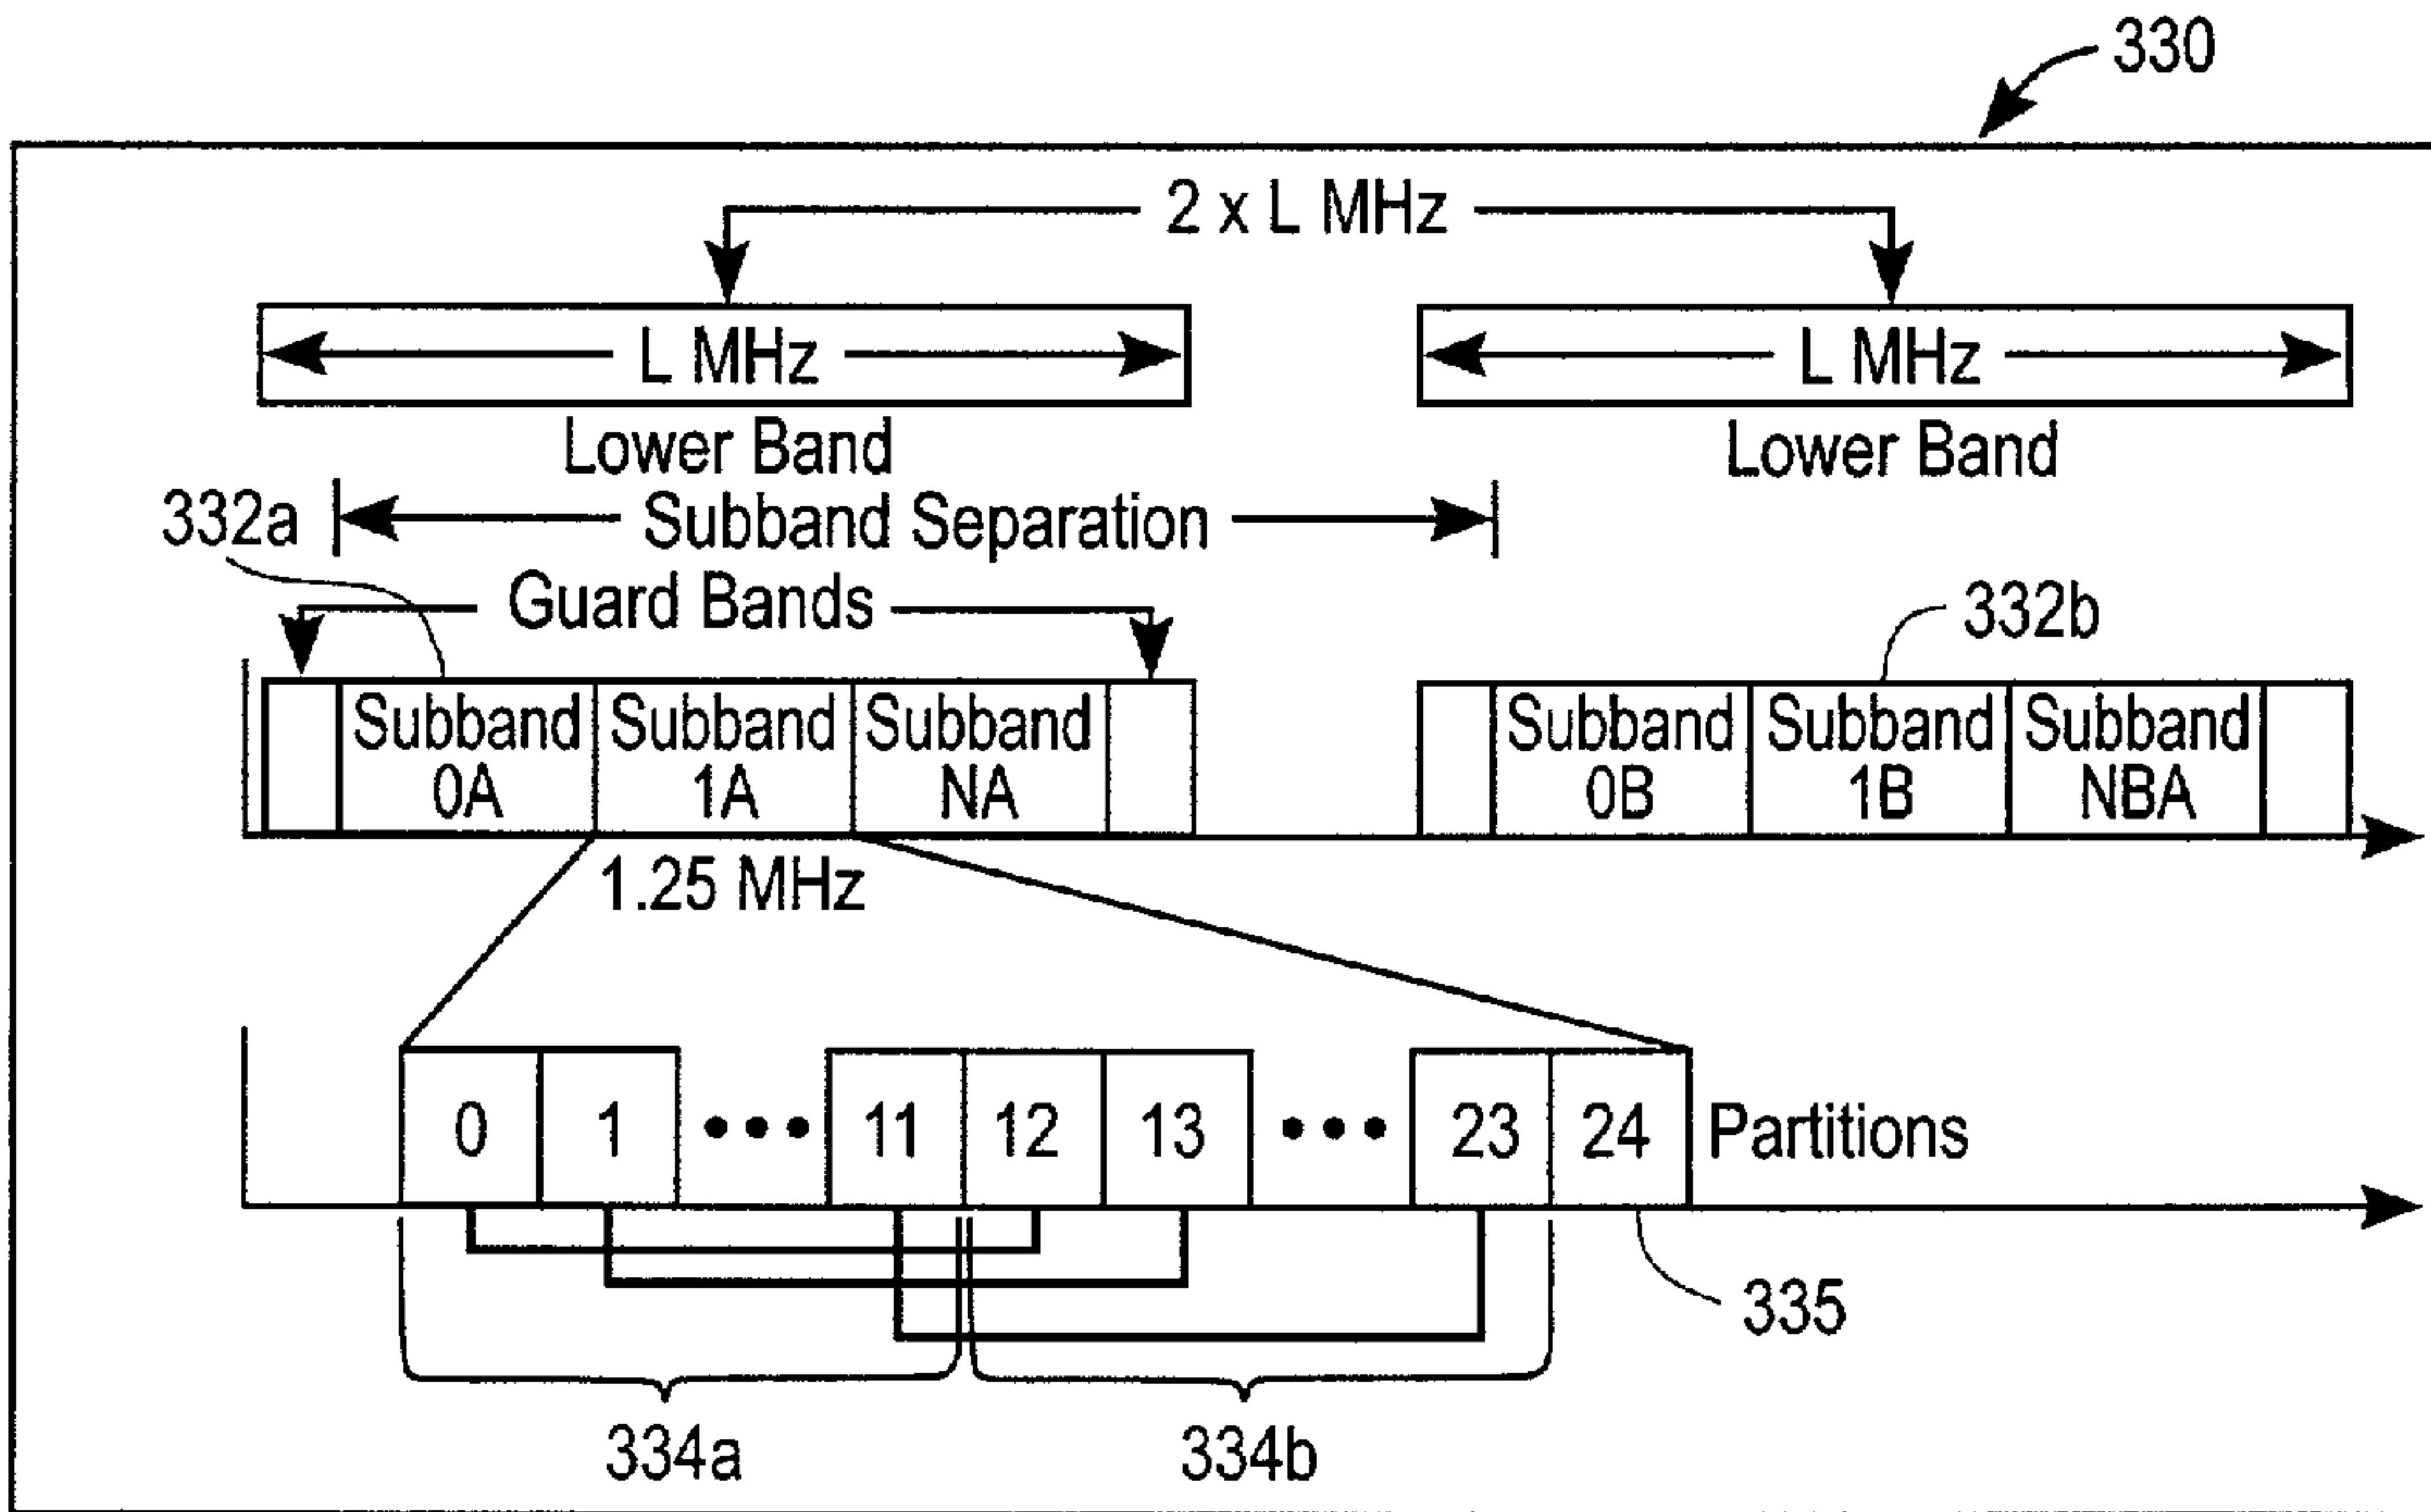 330
2 x L MHz
L MHz L MHz
Lower Band Lower Band
332a Subband Separation
Guard Bands 332b
Subband Subband Subband Subband Subband Subband
0A 1A NA 0B 1B NBA
1.25 MHz
0 1 ••• 11 12 13 ••• 23 24 Partitions
335
334a 334b